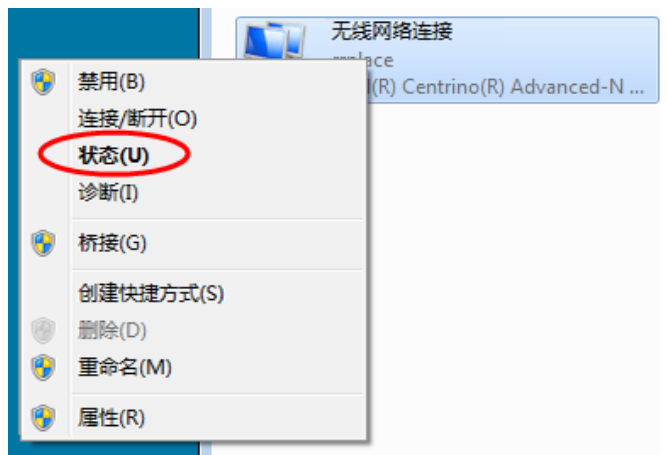 无线网络连接
(R) Centrino(R) Advanced-N ...
禁用(B)
连接/断开(O)
状态(U)
诊断(I)
桥接(G)
创建快捷方式(S)
删除(D)
重命名(M)
属性(R)